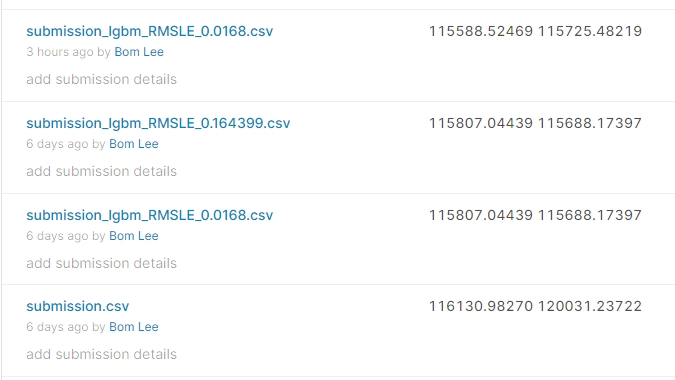 submission_lgbm_RMSLE_0.0168.csv 115588.52469 115725.48219
3 hours ago by Bom Lee
add submission details
submission_lgbm_RMSLE_0.164399.csv 115807.04439 115688.17397
6 days ago by Bom Lee
add submission details
submission_lgbm_RMSLE_0.0168.csv 115807.04439 115688.17397
6 days ago by Bom Lee
add submission details
submission.csv 116130.98270 120031.23722
6 days ago by Bom Lee
add submission details